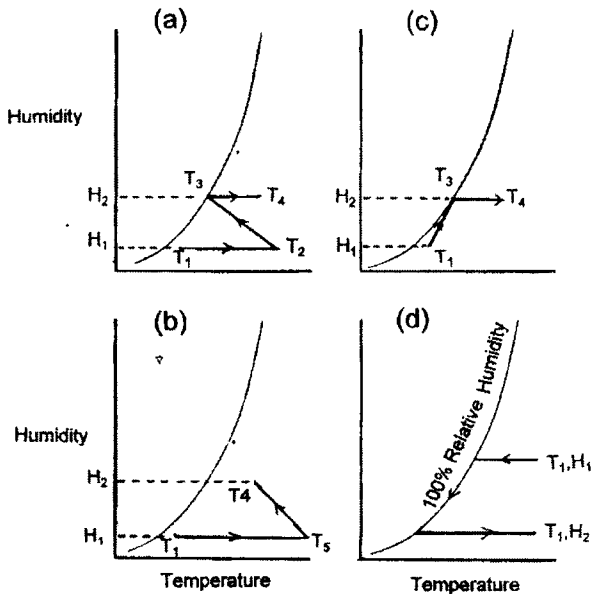 (a)
Humidity
H2
H1
T3
T4
T1
T2
(c)
H2
H1
T3
T4
T1
(b)
Humidity
H2
H1
T4
T1
T5
Temperature
(d)
100% Relative Humidity
T1,H1
T1,H2
Temperature